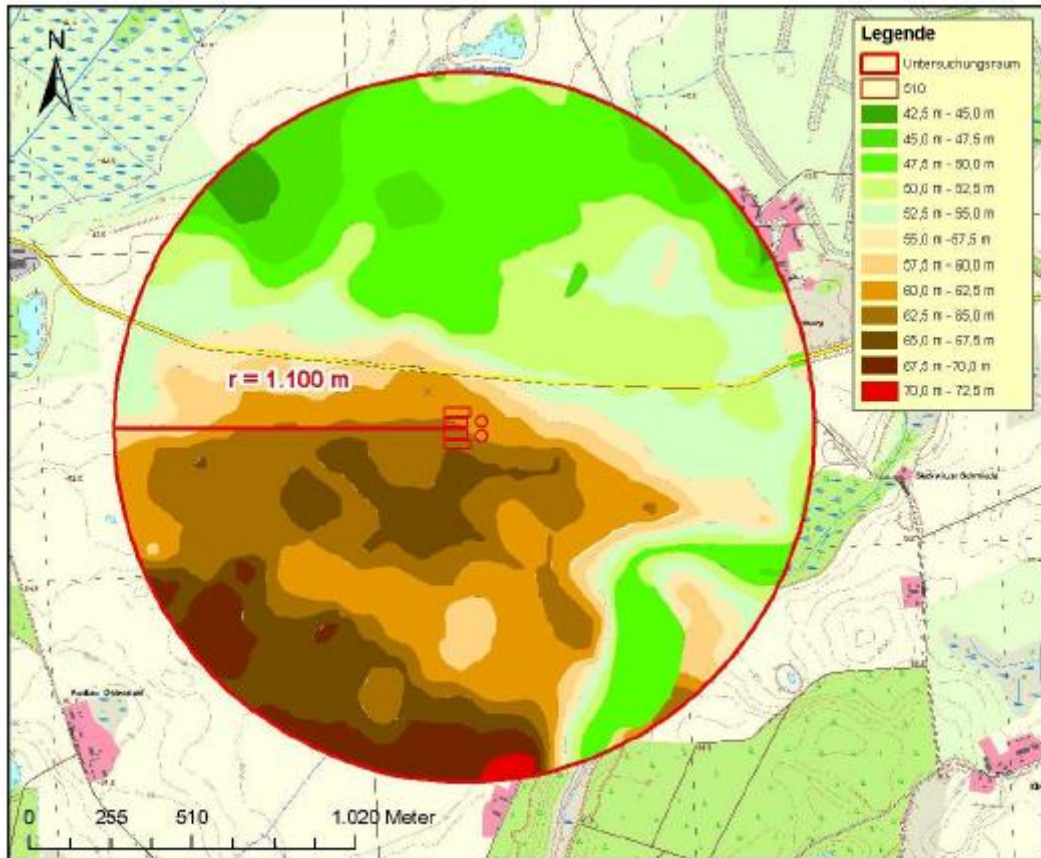 N
Legende
Untersuchungsraum
510
42,5 m - 45,0 m
45,0 m - 47,5 m
47,5 m - 50,0 m
50,0 m - 52,5 m
52,5 m - 55,0 m
55,0 m - 57,5 m
57,5 m - 60,0 m
60,0 m - 62,5 m
62,5 m - 65,0 m
65,0 m - 67,5 m
67,5 m - 70,0 m
70,0 m - 72,5 m
r = 1.100 m
0 255 510 1.020 Meter